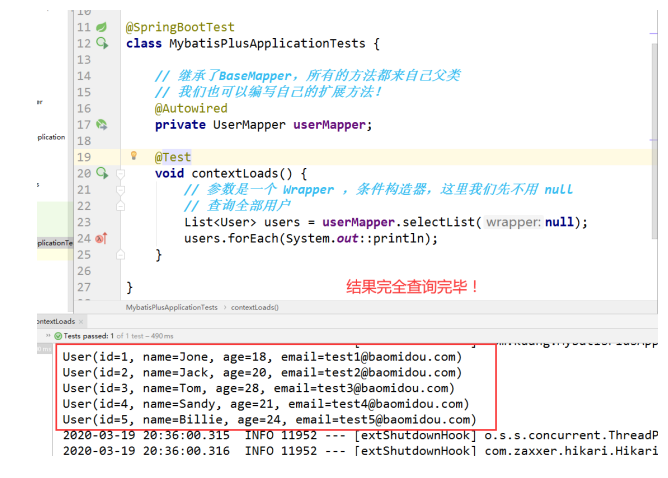 11 @SpringBootTest
12 class MybatisPlusApplicationTests {
13
14 // 继承了BaseMapper，所有的方法都来自己父类
15 // 我们也可以编写自己的扩展方法！
er
16 @Autowired
17 private UserMapper userMapper;
plication
18
19 @Test
20 void contextLoads() {
s
21 // 参数是一个 Wrapper ，条件构造器，这里我们先不用 null
22 // 查询全部用户
23 List<User> users = userMapper.selectList( wrapper: null);
plicationTe
24 users.forEach(System.out::println);
25 }
26
27 }
结果完全查询完毕！
MybatisPlusApplicationTests > contextLoads()
ontextLoads ×
» Tests passed: 1 of 1 test – 490 ms
User(id=1, name=Jone, age=18, email=test1@baomidou.com)
User(id=2, name=Jack, age=20, email=test2@baomidou.com)
User(id=3, name=Tom, age=28, email=test3@baomidou.com)
User(id=4, name=Sandy, age=21, email=test4@baomidou.com)
User(id=5, name=Billie, age=24, email=test5@baomidou.com)
2020-03-19 20:36:00.315 INFO 11952 --- [extShutdownHook] o.s.s.concurrent.ThreadP
2020-03-19 20:36:00.316 INFO 11952 --- [extShutdownHook] com.zaxxer.hikari.Hikari